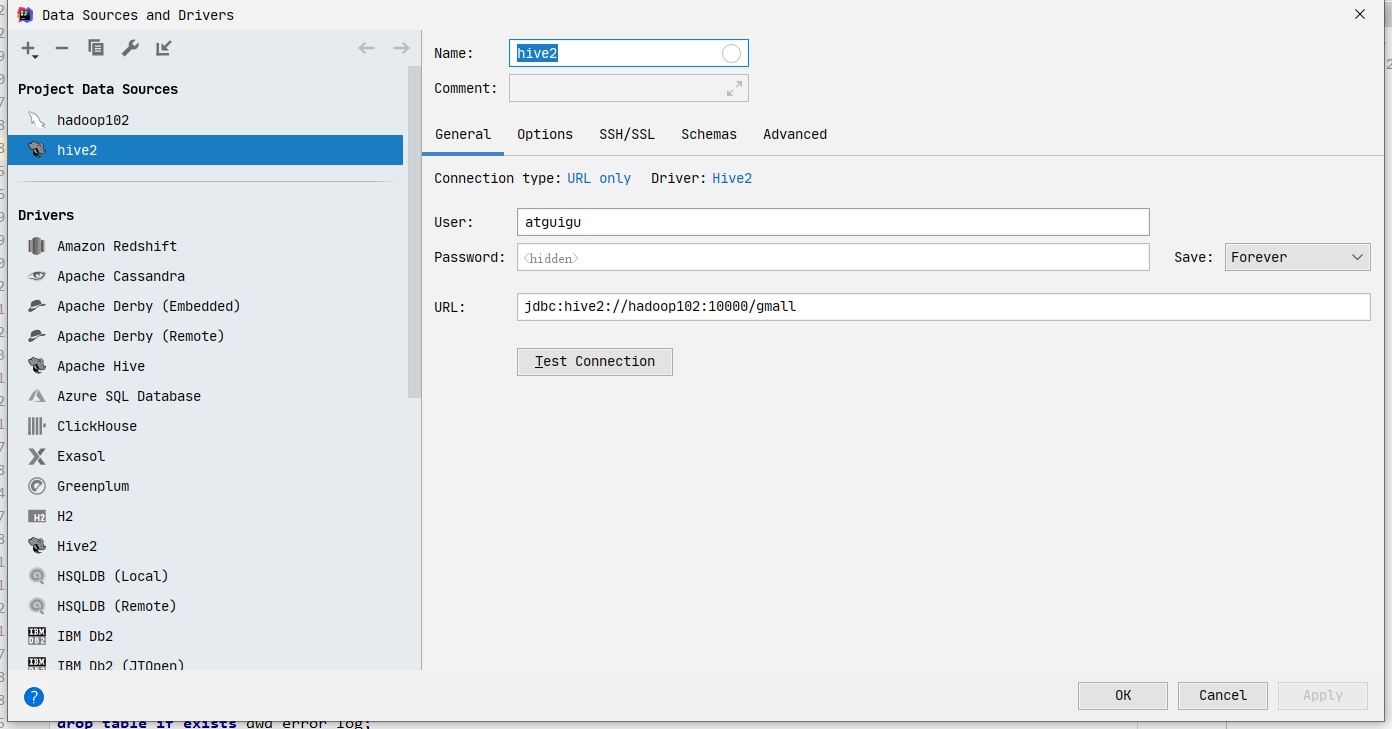 Data Sources and Drivers
Name: hive2
Comment:
Project Data Sources
hadoop102
hive2
General Options SSH/SSL Schemas Advanced
Connection type: URL only Driver: Hive2
Drivers
User: atguigu
Amazon Redshift
Password: <hidden> Save: Forever
Apache Cassandra
Apache Derby (Embedded)
URL: jdbc:hive2://hadoop102:10000/gmall
Apache Derby (Remote)
Apache Hive
Test Connection
Azure SQL Database
ClickHouse
Exasol
Greenplum
H2
H2
Hive2
HSQLDB (Local)
HSQLDB (Remote)
IBM DB2
IBM Db2
IBM
IBM Db2 (JTOpen)
?
OK Cancel Apply
drop table if exists dwd_error_log;